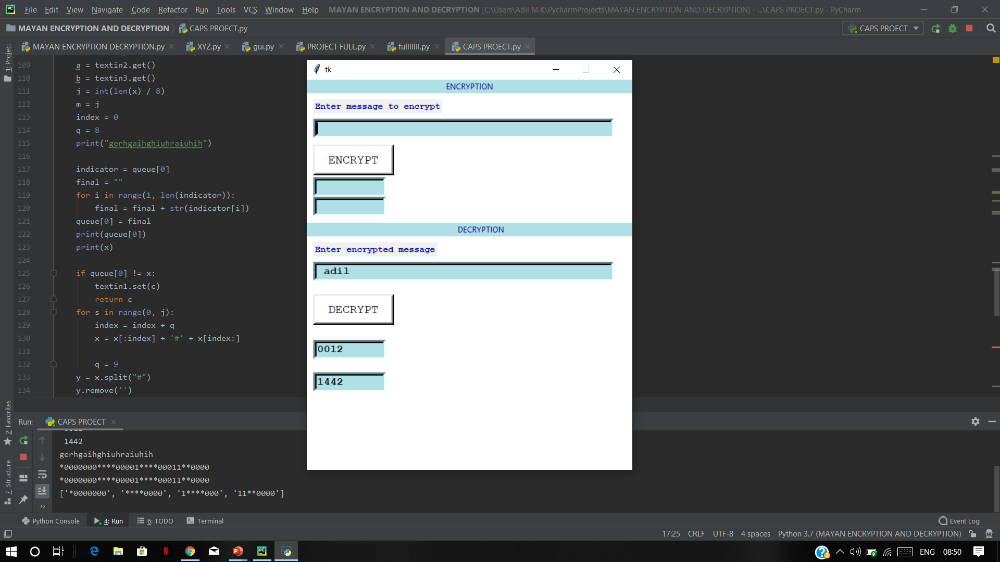 File Edit View Navigate Code Refactor Run Tools VCS Window Help MAYAN ENCRYPTION AND DECRYPTION [C:\Users\Adil M K\PycharmProjects\MAYAN ENCRYPTION AND DECRYPTION] - ...\CAPS PROECT.py - PyCharm
MAYAN ENCRYPTION AND DECRYPTION CAPS PROECT.py CAPS PROECT
MAYAN ENCRYPTION DECRYPTION.py XYZ.py gui.py PROJECT FULL.py fulllllll.py CAPS PROECT.py
1: Project
109 a = textin2.get()
110 b = textin3.get()
111 j = int(len(x) / 8)
112 m = j
113 index = 0
114 q = 8
115 print("gerhgaihghiuhraiuhih")
116
117 indicator = queue[0]
118 final = ""
119 for i in range(1, len(indicator)):
120 final = final + str(indicator[i])
121 queue[0] = final
122 print(queue[0])
123 print(x)
124
125 if queue[0] != x:
126 textin1.set(c)
127 return c
128 for s in range(0, j):
129 index = index + q
130 x = x[:index] + '#' + x[index:]
131
132 q = 9
133 y = x.split("#")
134 y.remove('')
tk
ENCRYPTION
Enter message to encrypt
ENCRYPT
DECRYPTION
Enter encrypted message
adil
DECRYPT
0012
1442
2: Favorites
7: Structure
Run: CAPS PROECT
1442
gerhgaihghiuhraiuhih
*0000000****00001****00011**0000
*0000000****00001****00011**0000
['*0000000', '****0000', '1****000', '11**0000']
Python Console 4: Run 6: TODO Terminal Event Log
17:25 CRLF UTF-8 4 spaces Python 3.7 (MAYAN ENCRYPTION AND DECRYPTION)
ENG 08:50